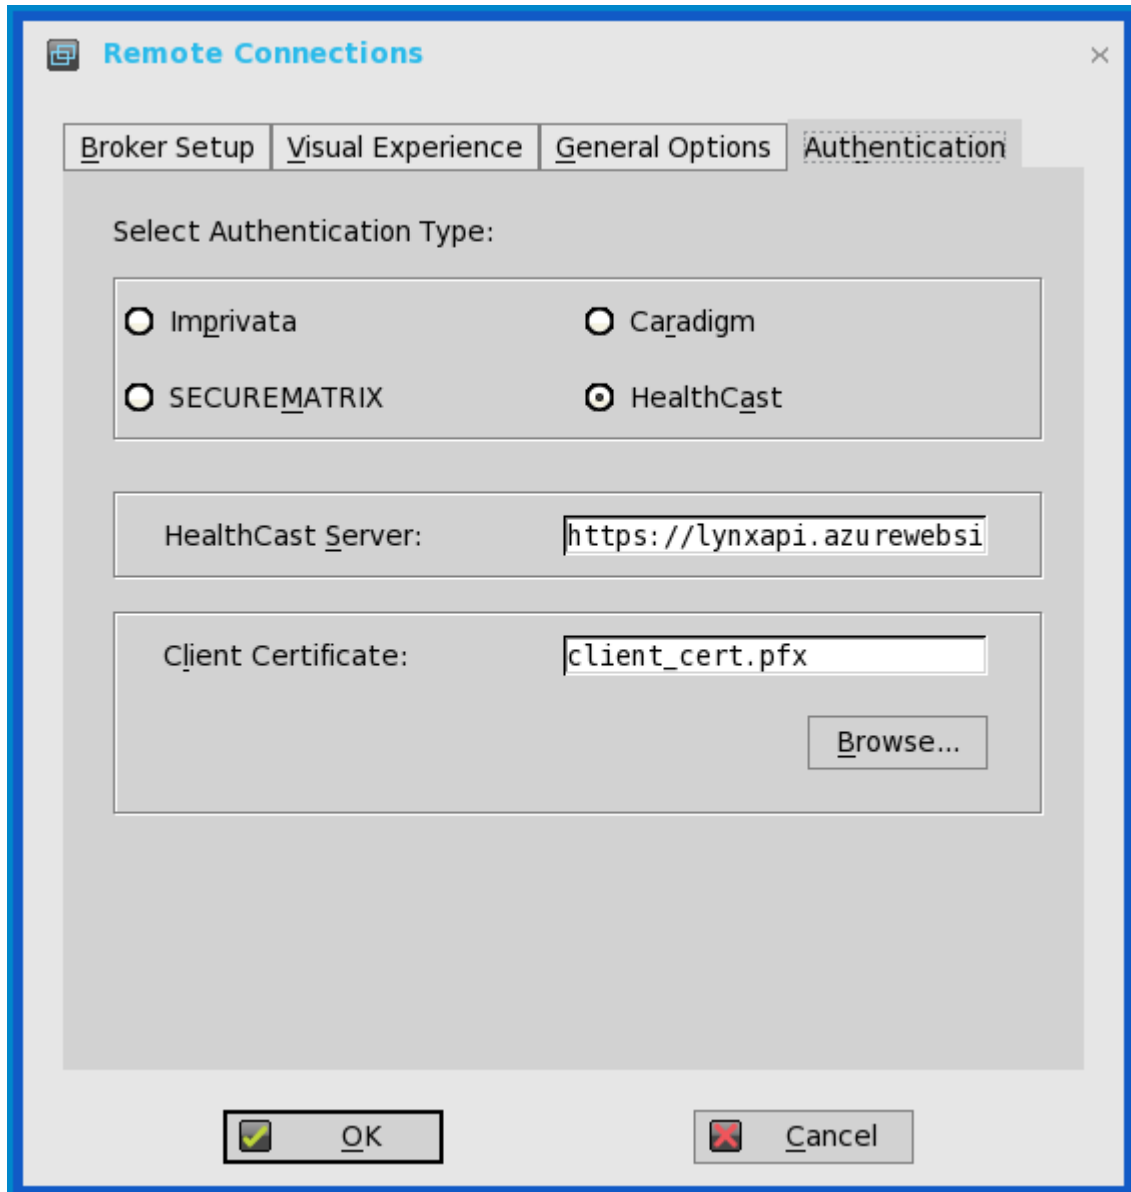 Remote Connections
Broker Setup Visual Experience General Options Authentication
Select Authentication Type:
Imprivata Caradigm
SECUREMATRIX HealthCast
HealthCast Server: https://lynxapi.azurewebsi
Client Certificate: client_cert.pfx
Browse...
OK Cancel